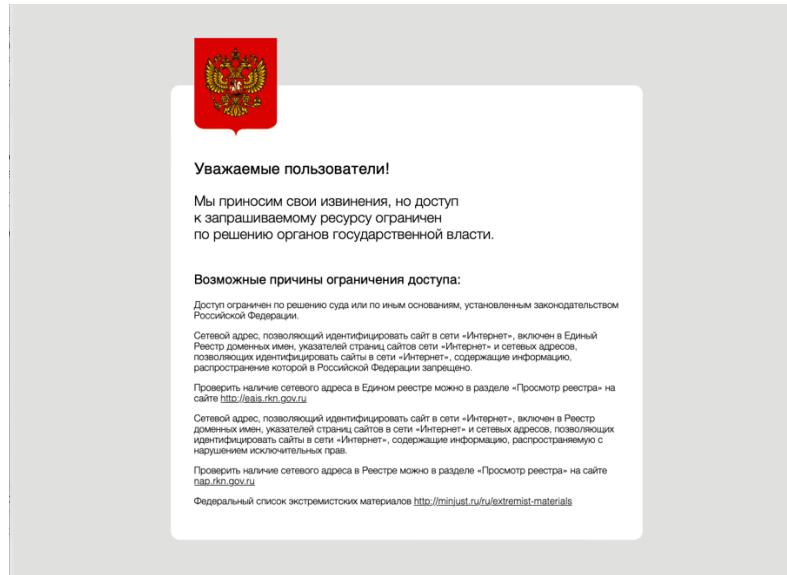 Уважаемые пользователи!
Мы приносим свои извинения, но доступ
к запрашиваемому ресурсу ограничен
по решению органов государственной власти.
Возможные причины ограничения доступа:
Доступ ограничен по решению суда или по иным основаниям, установленным законодательством
Российской Федерации.
Сетевой адрес, позволяющий идентифицировать сайт в сети «Интернет», включен в Единый
Реестр доменных имен, указателей страниц сайтов сети «Интернет» и сетевых адресов,
позволяющих идентифицировать сайты в сети «Интернет», содержащие информацию,
распространение которой в Российской Федерации запрещено.
Проверить наличие сетевого адреса в Едином реестре можно в разделе «Просмотр реестра» на
сайте http://eais.rkn.gov.ru
Сетевой адрес, позволяющий идентифицировать сайт в сети «Интернет», включен в Реестр
доменных имен, указателей страниц сайтов в сети «Интернет» и сетевых адресов, позволяющих
идентифицировать сайты в сети «Интернет», содержащие информацию, распространяемую с
нарушением исключительных прав.
Проверить наличие сетевого адреса в Реестре можно в разделе «Просмотр реестра» на сайте
nap.rkn.gov.ru
Федеральный список экстремистских материалов http://minjust.ru/ru/extremist-materials